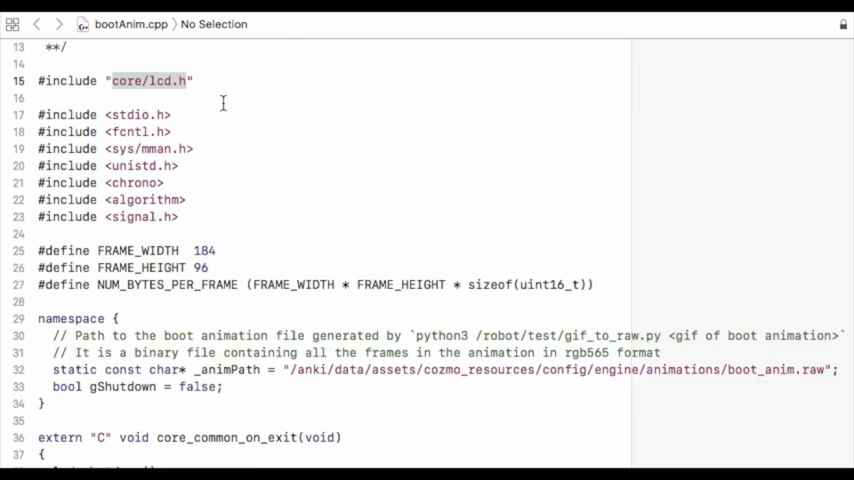 bootAnim.cpp No Selection
13 **/
14
15 #include "core/lcd.h"
16
17 #include <stdio.h>
18 #include <fcntl.h>
19 #include <sys/mman.h>
20 #include <unistd.h>
21 #include <chrono>
22 #include <algorithm>
23 #include <signal.h>
24
25 #define FRAME_WIDTH 184
26 #define FRAME_HEIGHT 96
27 #define NUM_BYTES_PER_FRAME (FRAME_WIDTH * FRAME_HEIGHT * sizeof(uint16_t))
28
29 namespace {
30 // Path to the boot animation file generated by `python3 /robot/test/gif_to_raw.py <gif of boot animation>`
31 // It is a binary file containing all the frames in the animation in rgb565 format
32 static const char* _animPath = "/anki/data/assets/cozmo_resources/config/engine/animations/boot_anim.raw";
33 bool gShutdown = false;
34 }
35
36 extern "C" void core_common_on_exit(void)
37 {